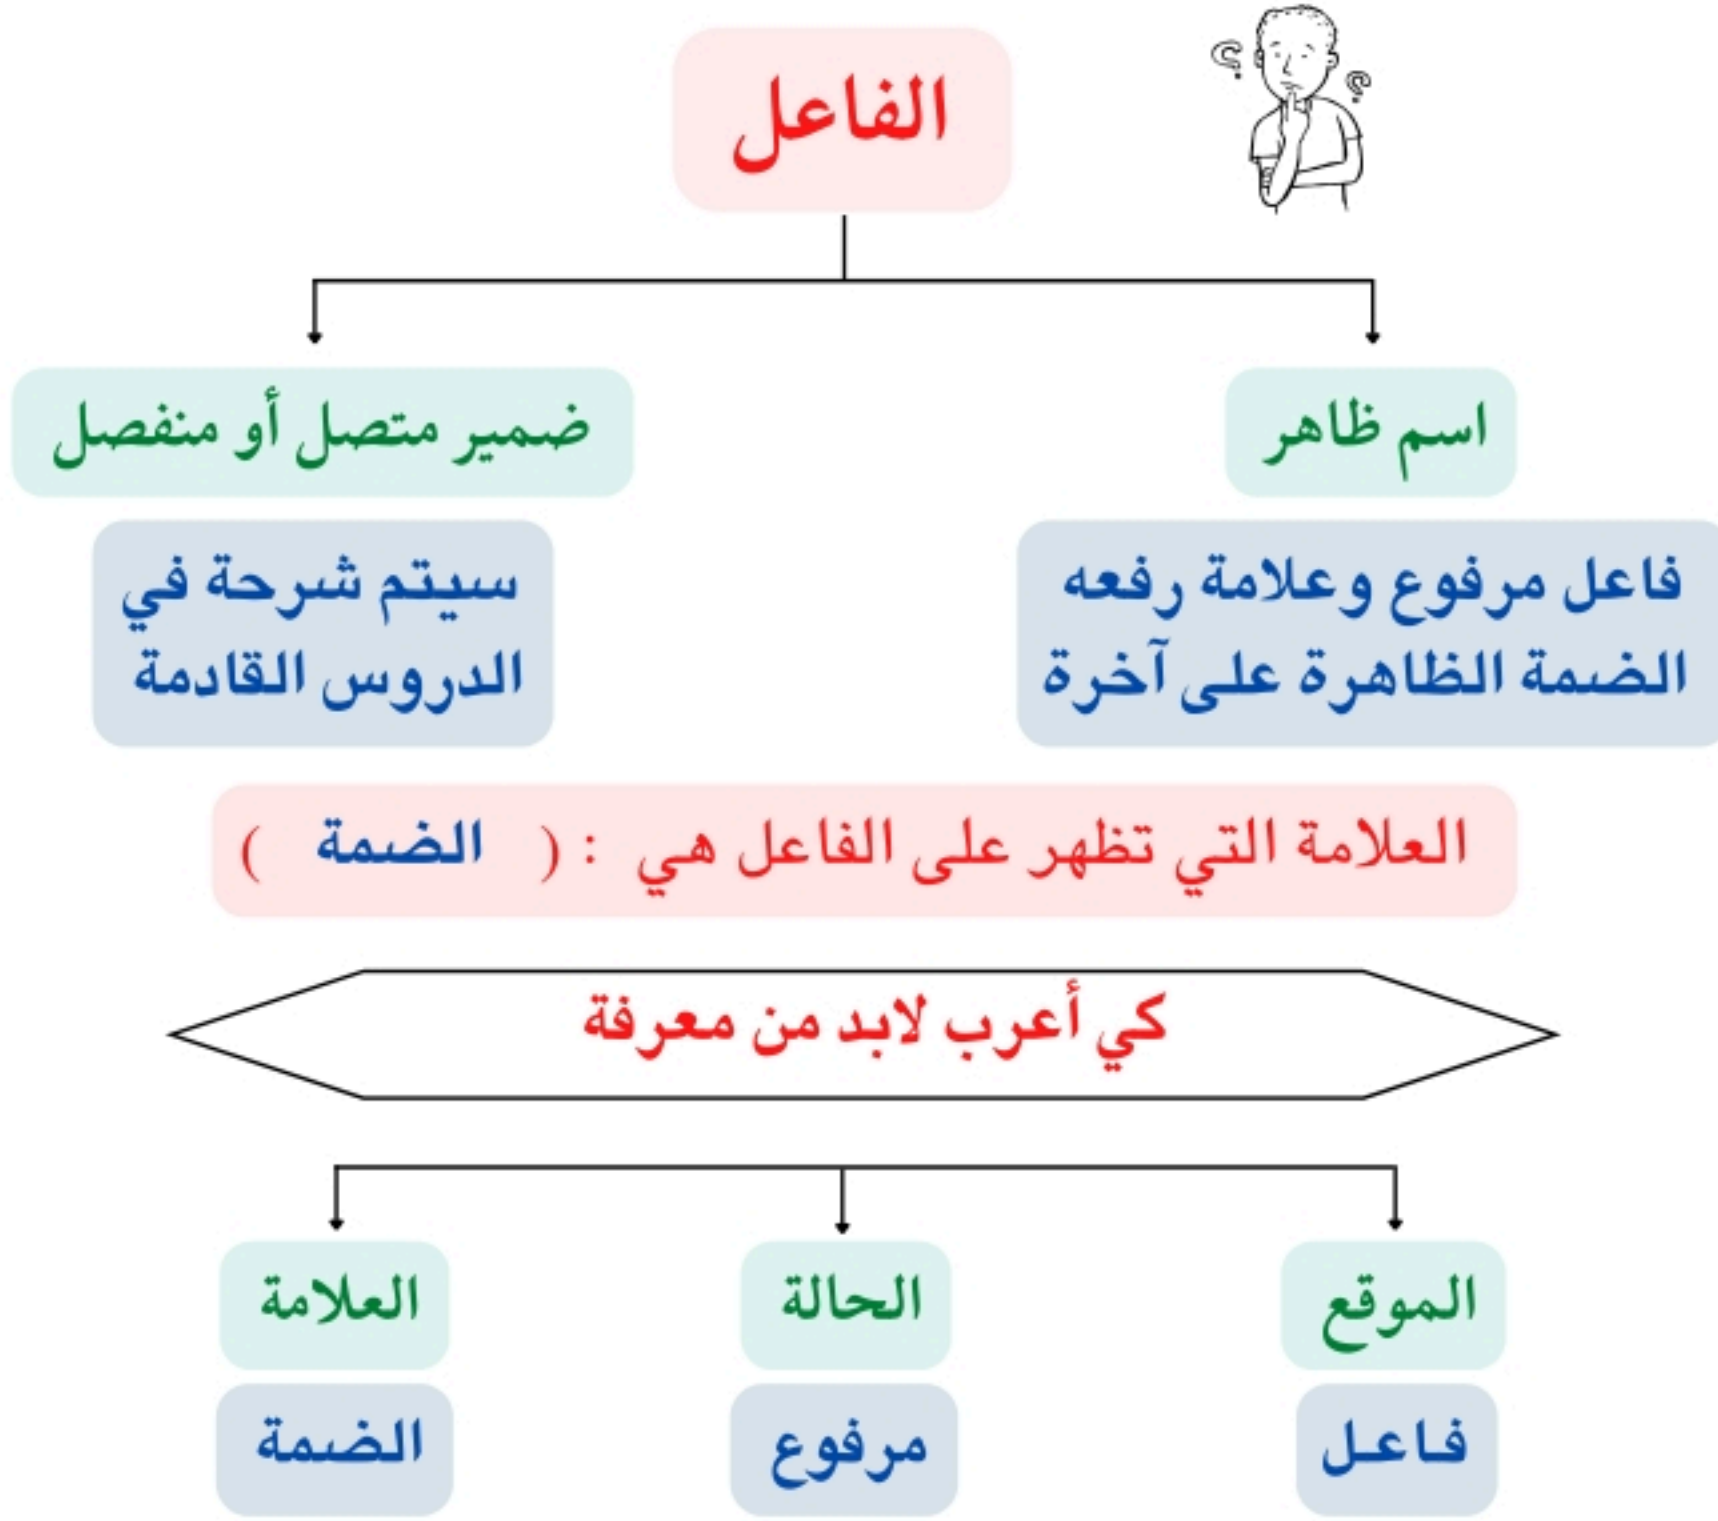 الفاعل
اسم ظاهر
ضمير متصل أو منفصل
فاعل مرفوع وعلامة رفعه
الضمة الظاهرة على آخرة
سيتم شرحة في
الدروس القادمة
العلامة التي تظهر على الفاعل هي : ( الضمة )
كي أعرب لابد من معرفة
الموقع
الحالة
العلامة
فاعل
مرفوع
الضمة